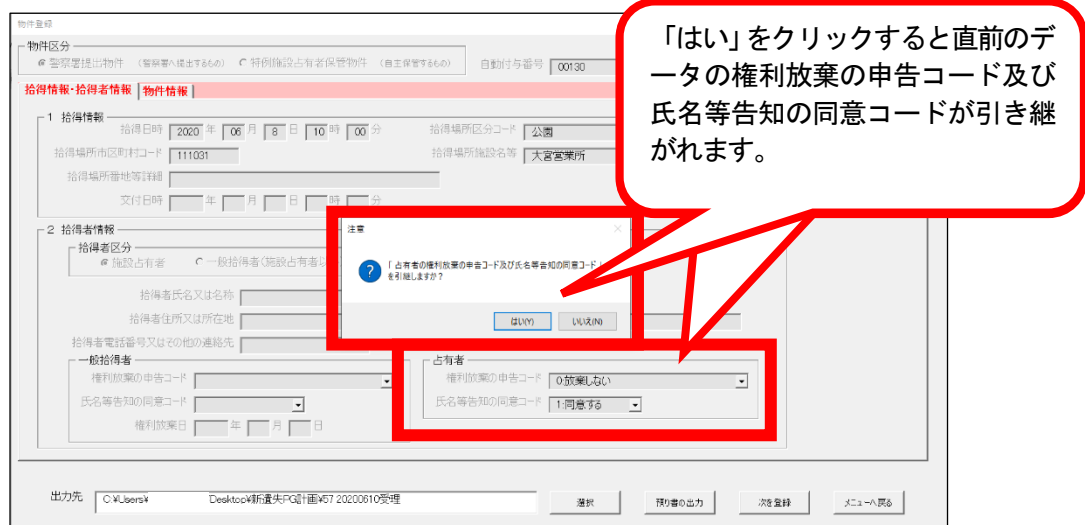 物件登録
「はい」をクリックすると直前のデ
ータの権利放棄の申告コード及び
氏名等告知の同意コードが引き継
がれます。
物件区分
警察署提出物件 （警察署へ提出するもの） 特例施設占有者保管物件 （自主保管するもの） 自動付与番号 00130
拾得情報・拾得者情報 物件情報
1 拾得情報
拾得日時 2020 年 06 月 8 日 10 時 00 分 拾得場所区分コード 公園
拾得場所市区町村コード 111031 拾得場所施設名等 大宮営業所
拾得場所番地等詳細
交付日時 年 月 日 時 分
2 拾得者情報
拾得者区分
施設占有者 一般拾得者（施設占有者
注意
「占有者の権利放棄の申告コード及び氏名等告知の同意コード」
を引継しますか？
はい(Y) いいえ(N)
拾得者氏名又は名称
拾得者住所又は所在地
拾得者電話番号又はその他の連絡先
一般拾得者
権利放棄の申告コード
氏名等告知の同意コード
権利放棄日 年 月 日
占有者
権利放棄の申告コード 0:放棄しない
氏名等告知の同意コード 1:同意する
出力先 C:¥Users¥ Desktop¥新遺失PG計画¥57 20200610受理 選択 預り書の出力 次を登録 メニューへ戻る